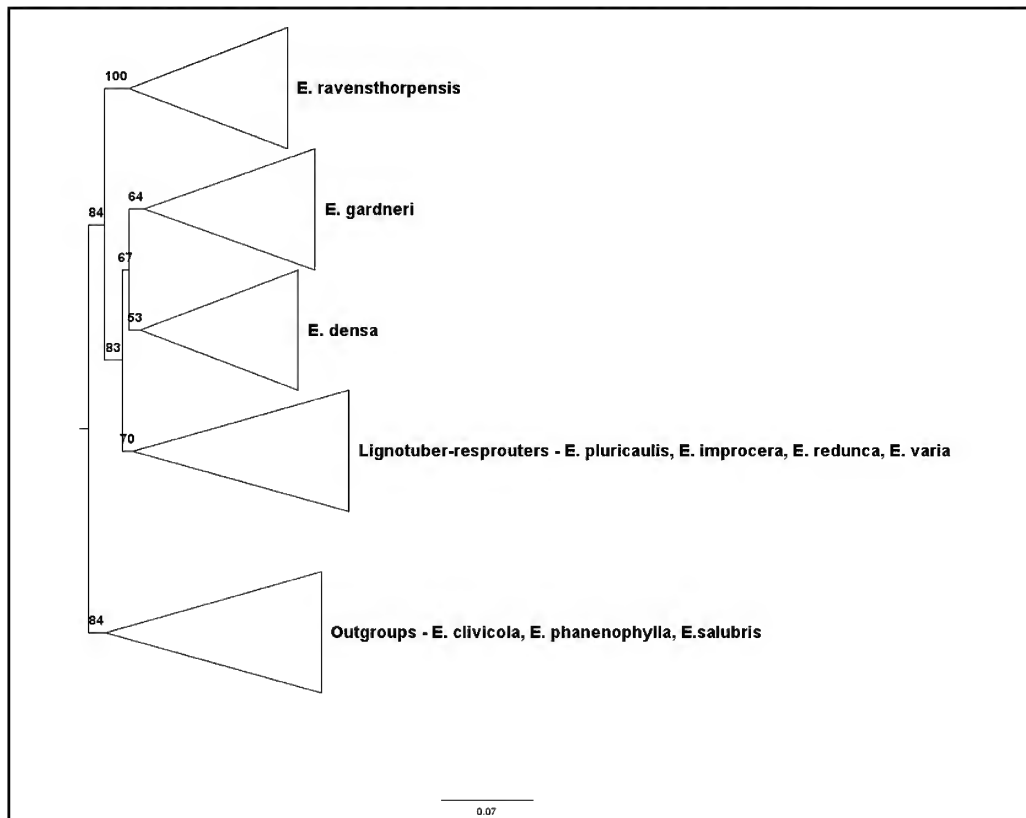 100
E. ravensthorpensis
64
E. gardneri
84
67
53
E. densa
83
70
Lignotuber-resprouters - E. pluricaulis, E. improcera, E. redunca, E. varia
84
Outgroups - E. clivicola, E. phanenophylla, E.salubris
0.07